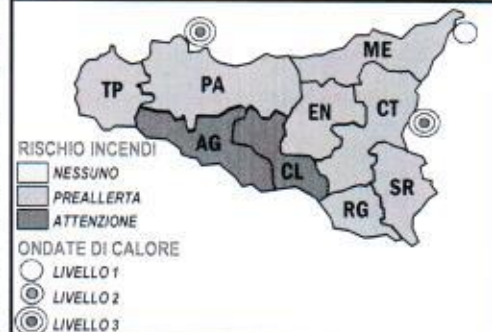 ME
TP
PA
EN
CT
AG
CL
SR
RG
RISCHIO INCENDI
NESSUNO
PREALLERTA
ATTENZIONE
ONDATE DI CALORE
LIVELLO 1
LIVELLO 2
LIVELLO 3